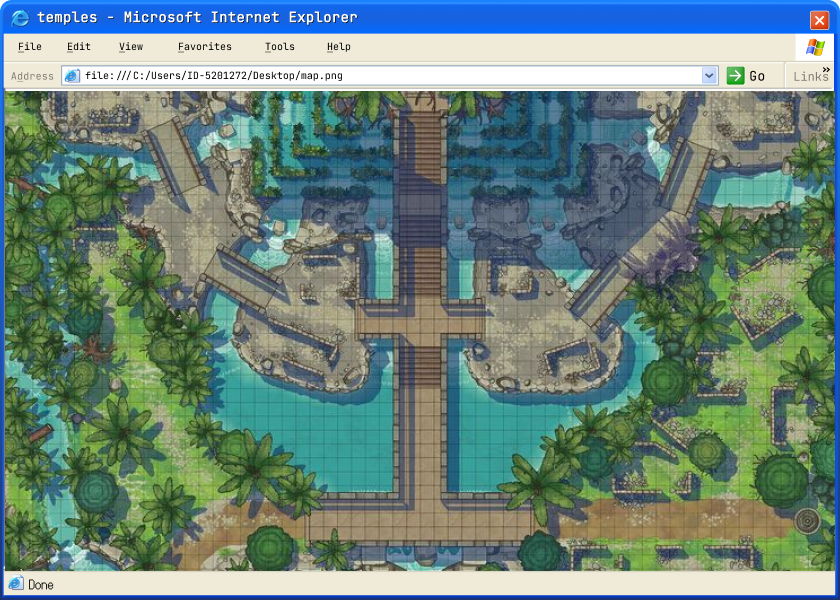 temples - Microsoft Internet Explorer
File Edit View Favorites Tools Help
Address file:///C:/Users/ID-5201272/Desktop/map.png Go Links »
Done